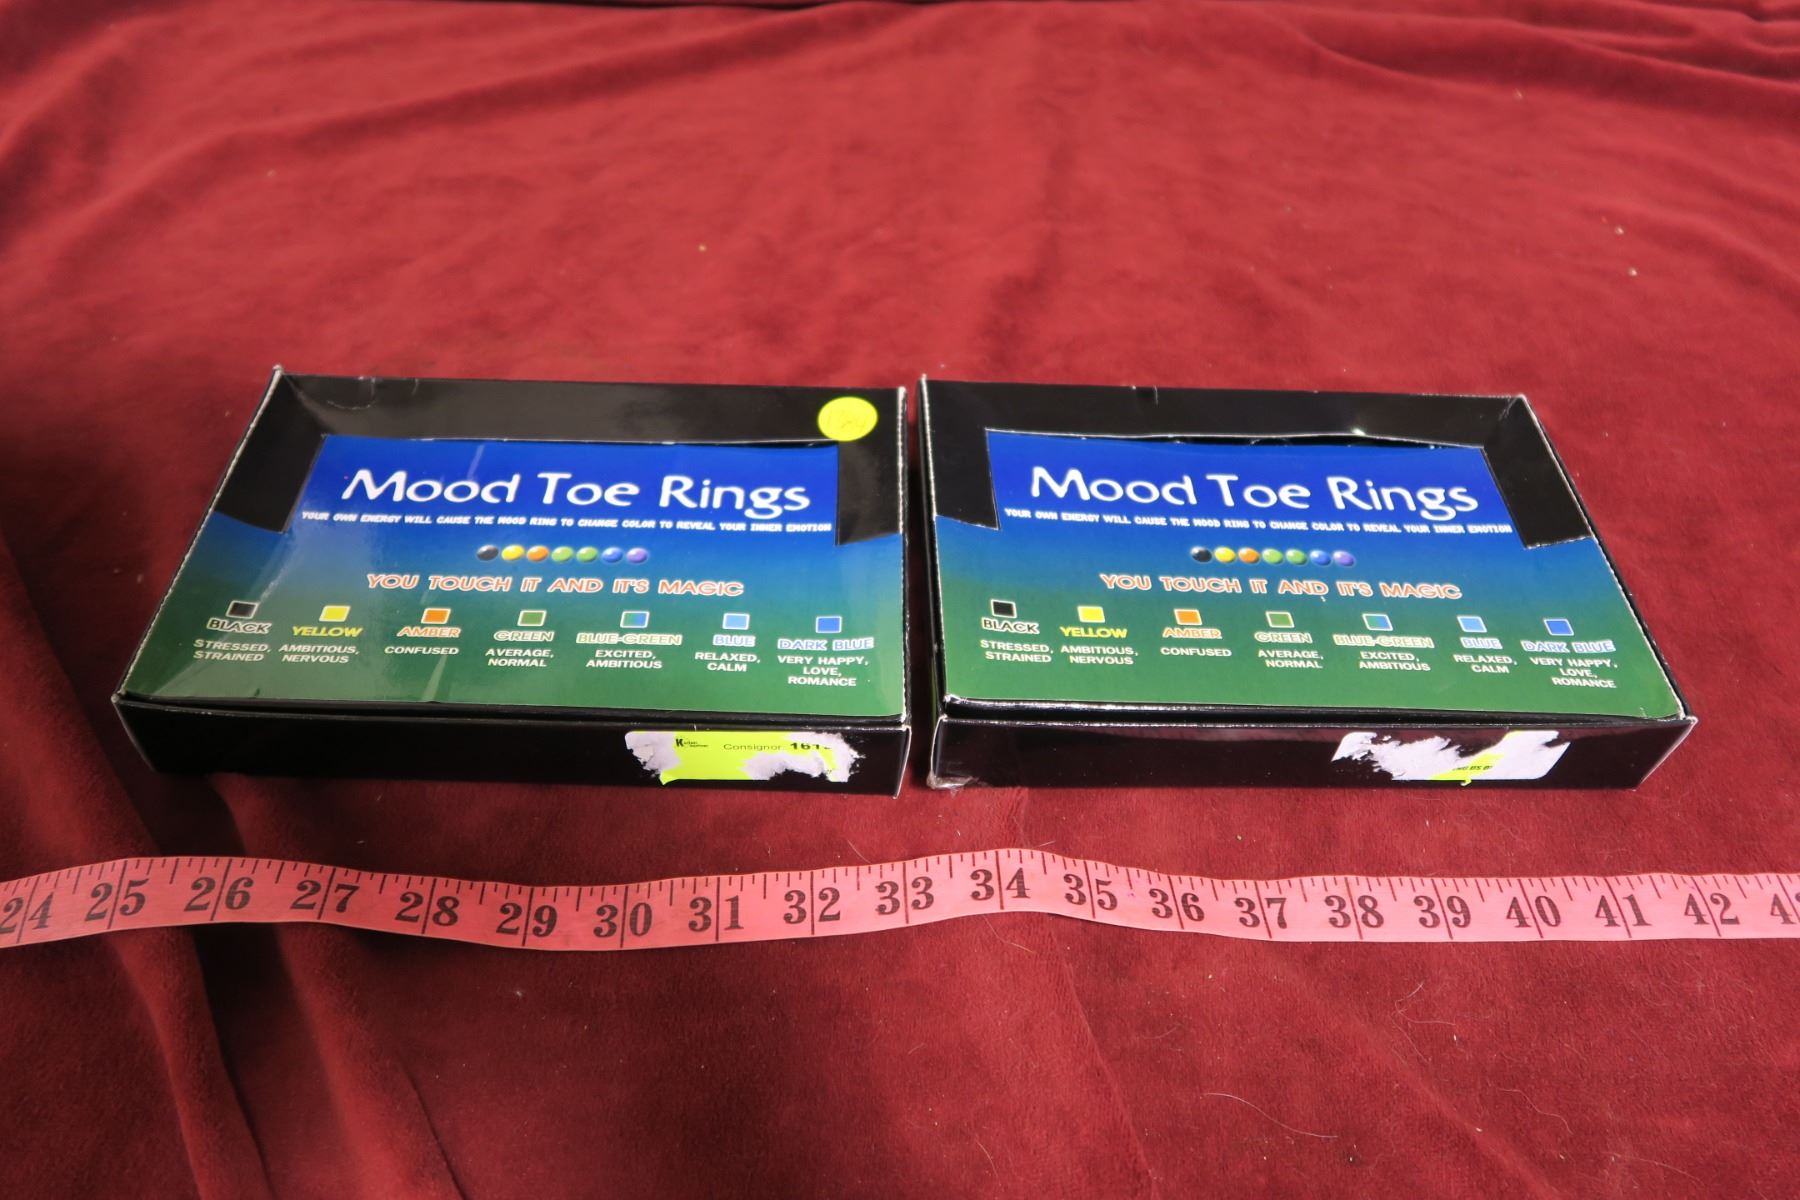 Mood Toe Rings
YOUR OWN ENERGY WILL CAUSE THE MOOD RING TO CHANGE COLOR TO REVEAL YOUR INNER EMOTION
YOU TOUCH IT AND IT'S MAGIC
BLACK YELLOW AMBER GREEN BLUE-GREEN BLUE DARK BLUE
STRESSED, AMBITIOUS, CONFUSED AVERAGE, EXCITED, RELAXED, VERY HAPPY,
STRAINED NERVOUS NORMAL AMBITIOUS CALM LOVE,
ROMANCE
Consignor
Mood Toe Rings
YOUR OWN ENERGY WILL CAUSE THE MOOD RING TO CHANGE COLOR TO REVEAL YOUR INNER EMOTION
YOU TOUCH IT AND IT'S MAGIC
BLACK YELLOW AMBER GREEN BLUE-GREEN BLUE DARK BLUE
STRESSED, AMBITIOUS, CONFUSED AVERAGE, EXCITED, RELAXED, VERY HAPPY,
STRAINED NERVOUS NORMAL AMBITIOUS CALM LOVE,
ROMANCE
24 25 26 27 28 29 30 31 32 33 34 35 36 37 38 39 40 41 42